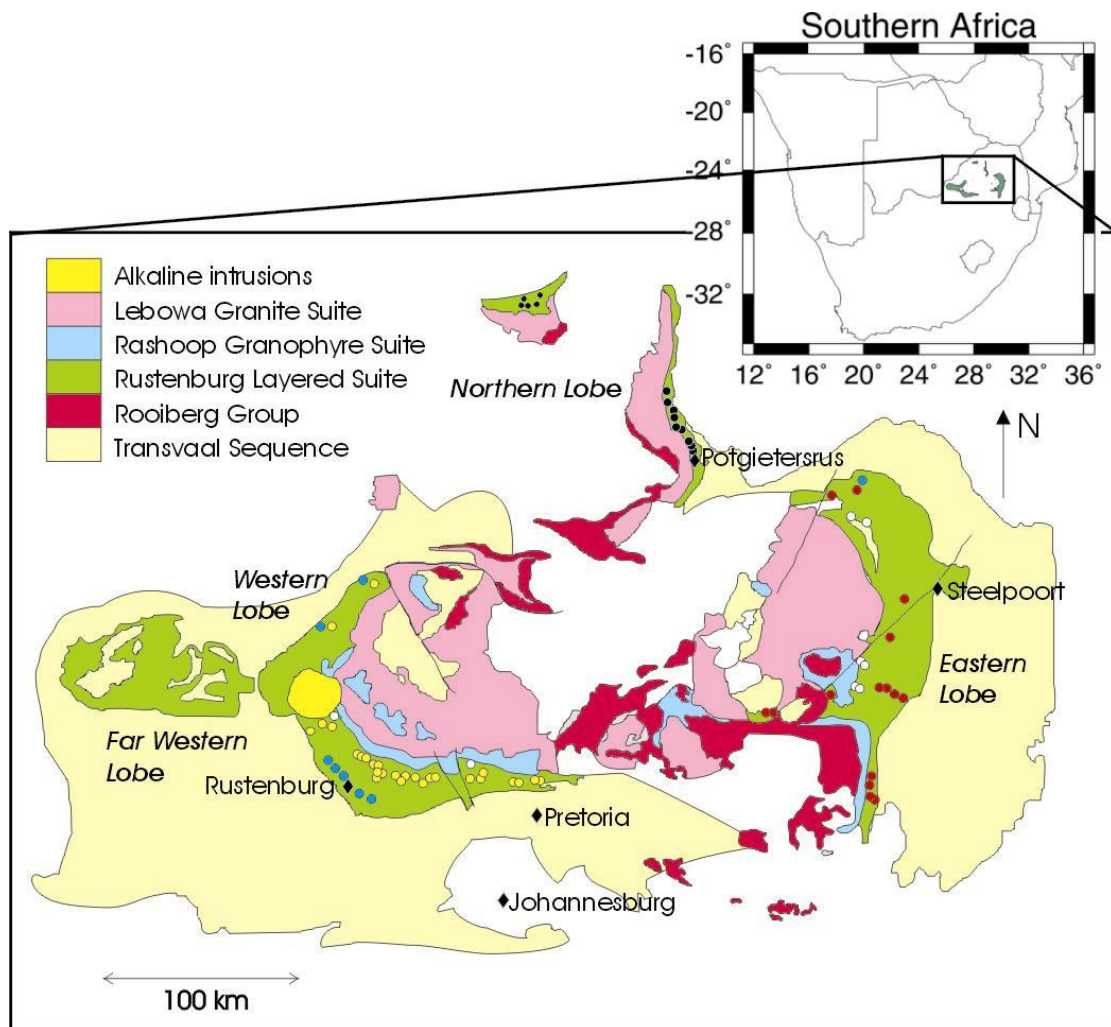 Southern Africa
-16°
-20°
-24°
-28°
-32°
12° 16° 20° 24° 28° 32° 36°
Alkaline intrusions
Lebowa Granite Suite
Rashoop Granophyre Suite
Rustenburg Layered Suite
Rooiberg Group
Transvaal Sequence
Northern Lobe
N
Potgietersrus
Western
Lobe
Steelpoort
Eastern
Lobe
Far Western
Lobe
Rustenburg
Pretoria
Johannesburg
100 km